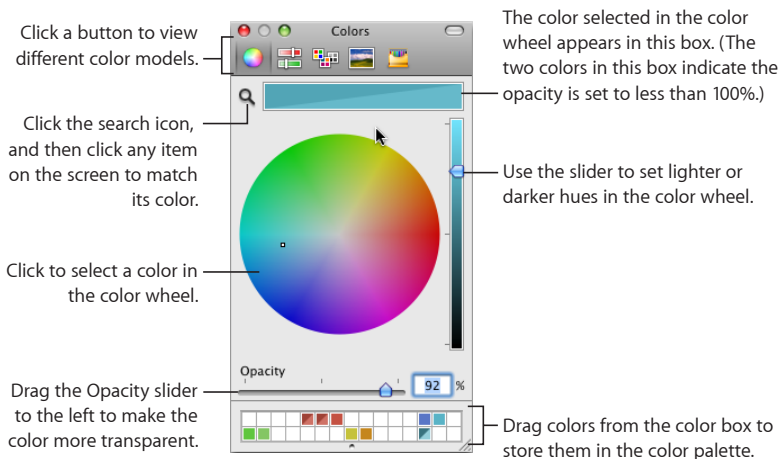 Click a button to view
different color models.
Colors
The color selected in the color
wheel appears in this box. (The
two colors in this box indicate the
opacity is set to less than 100%.)
Click the search icon,
and then click any item
on the screen to match
its color.
Use the slider to set lighter or
darker hues in the color wheel.
Click to select a color in
the color wheel.
Opacity
92 %
Drag the Opacity slider
to the left to make the
color more transparent.
Drag colors from the color box to
store them in the color palette.